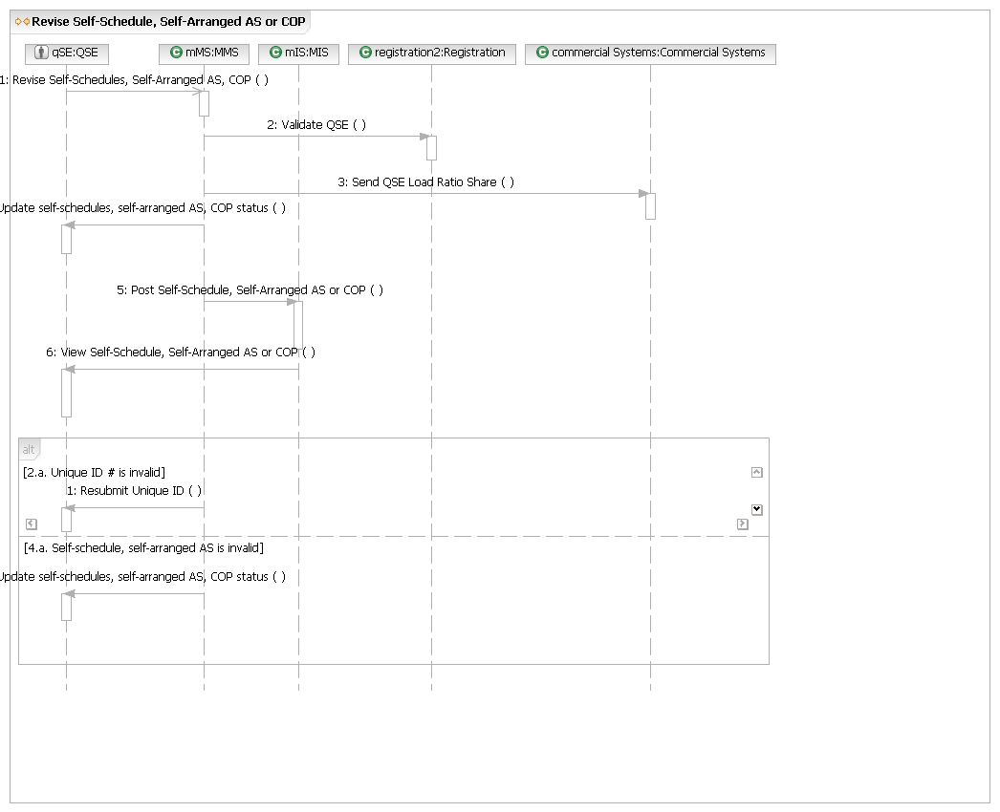 Revise Self-Schedule, Self-Arranged AS or COP
qSE:QSE
mMS:MMS
mIS:MIS
registration2:Registration
commercial Systems:Commercial Systems
1: Revise Self-Schedules, Self-Arranged AS, COP ( )
2: Validate QSE ( )
3: Send QSE Load Ratio Share ( )
Update self-schedules, self-arranged AS, COP status ( )
5: Post Self-Schedule, Self-Arranged AS or COP ( )
6: View Self-Schedule, Self-Arranged AS or COP ( )
alt
[2.a. Unique ID # is invalid]
1: Resubmit Unique ID ( )
[4.a. Self-schedule, self-arranged AS is invalid]
Update self-schedules, self-arranged AS, COP status ( )